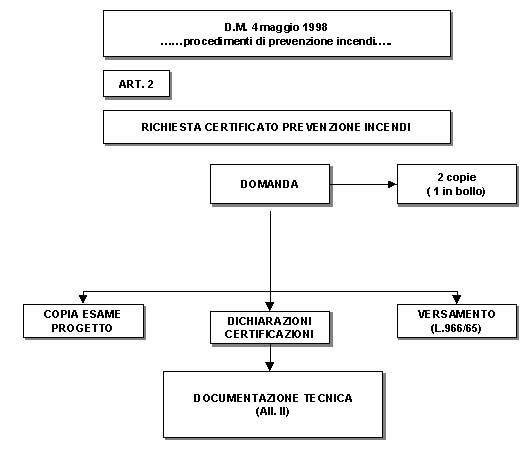 D.M. 4 maggio 1998
……procedimenti di prevenzione incendi…..
ART. 2
RICHIESTA CERTIFICATO PREVENZIONE INCENDI
DOMANDA
2 copie
( 1 in bollo)
COPIA ESAME
PROGETTO
DICHIARAZIONI
CERTIFICAZIONI
VERSAMENTO
(L.966/65)
DOCUMENTAZIONE TECNICA
(All. II)